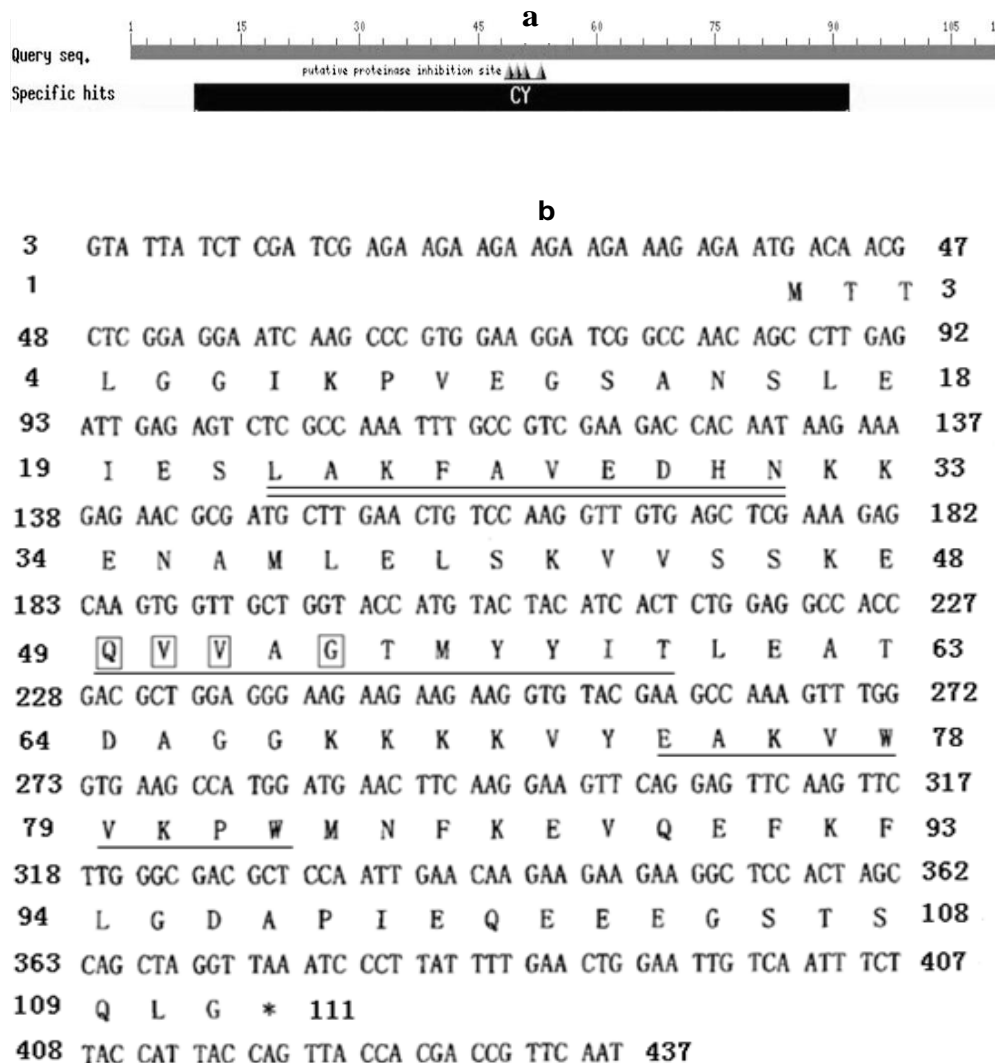 a
1 15 30 45 60 75 90 105
Query seq.
putative proteinase inhibition site
Specific hits CY
b
3 GTA TTA TCT CGA TCG AGA AGA AGA AGA AGA AAG AGA ATG ACA ACG 47
1 M T T 3
48 CTC GGA GGA ATC AAG CCC GTG GAA GGA TCG GCC AAC AGC CTT GAG 92
4 L G G I K P V E G S A N S L E 18
93 ATT GAG AGT CTC GCC AAA TTT GCC GTC GAA GAC CAC AAT AAG AAA 137
19 I E S L A K F A V E D H N K K 33
138 GAG AAC GCG ATG CTT GAA CTG TCC AAG GTT GTG AGC TCG AAA GAG 182
34 E N A M L E L S K V V S S K E 48
183 CAA GTG GTT GCT GGT ACC ATG TAC TAC ATC ACT CTG GAG GCC ACC 227
49 Q V V A G T M Y Y I T L E A T 63
228 GAC GCT GGA GGG AAG AAG AAG AAG GTG TAC GAA GCC AAA GTT TGG 272
64 D A G G K K K K V Y E A K V W 78
273 GTG AAG CCA TGG ATG AAC TTC AAG GAA GTT CAG GAG TTC AAG TTC 317
79 V K P W M N F K E V Q E F K F 93
318 TTG GGC GAC GCT CCA ATT GAA CAA GAA GAA GAA GGC TCC ACT AGC 362
94 L G D A P I E Q E E E G S T S 108
363 CAG CTA GGT TAA ATC CCT TAT TTT GAA CTG GAA TTG TCA ATT TCT 407
109 Q L G * 111
408 TAC CAT TAC CAG TTA CCA CGA CCG TTC AAT 437